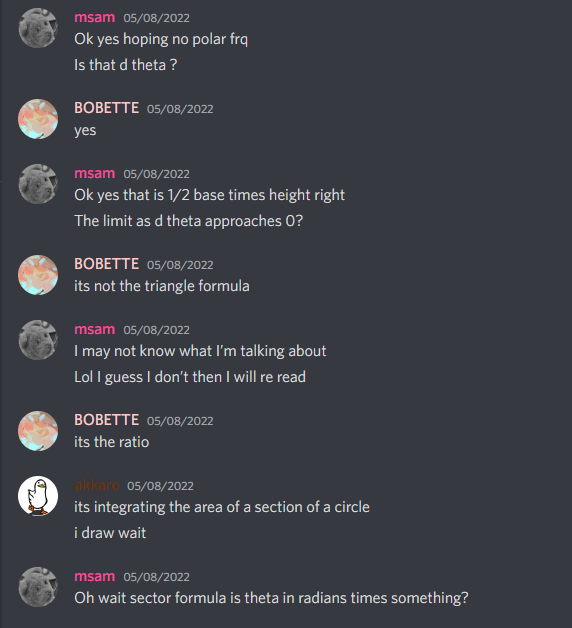 msam 05/08/2022
Ok yes hoping no polar frq
Is that d theta ?
BOBETTE 05/08/2022
yes
msam 05/08/2022
Ok yes that is 1/2 base times height right
The limit as d theta approaches 0?
BOBETTE 05/08/2022
its not the triangle formula
msam 05/08/2022
I may not know what I'm talking about
Lol I guess I don't then I will re read
BOBETTE 05/08/2022
its the ratio
05/08/2022
its integrating the area of a section of a circle
i draw wait
msam 05/08/2022
Oh wait sector formula is theta in radians times something?